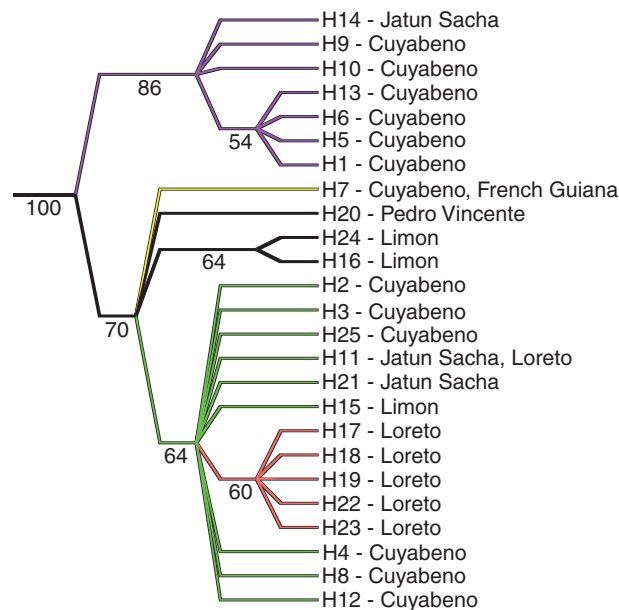 H14 - Jatun Sacha
H9 - Cuyabeno
H10 - Cuyabeno
86
H13 - Cuyabeno
H6 - Cuyabeno
54
H5 - Cuyabeno
H1 - Cuyabeno
H7 - Cuyabeno, French Guiana
100
H20 - Pedro Vincente
H24 - Limon
64
H16 - Limon
H2 - Cuyabeno
H3 - Cuyabeno
70
H25 - Cuyabeno
H11 - Jatun Sacha, Loreto
H21 - Jatun Sacha
H15 - Limon
H17 - Loreto
64
H18 - Loreto
H19 - Loreto
60
H22 - Loreto
H23 - Loreto
H4 - Cuyabeno
H8 - Cuyabeno
H12 - Cuyabeno